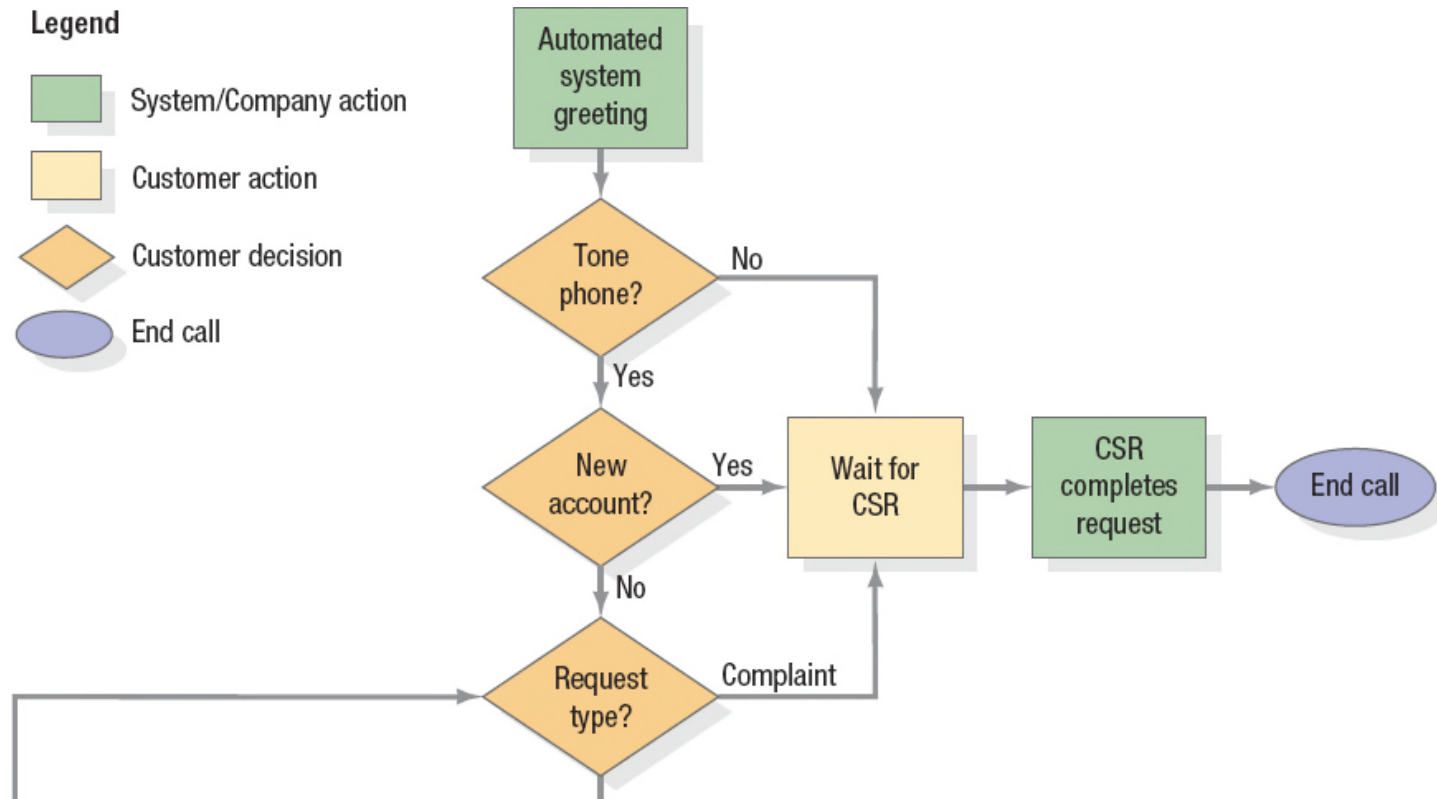 Legend
System/Company action
Customer action
Customer decision
End call
Automated
system
greeting
Tone
phone?
No
Yes
New
account?
Yes
Wait for
CSR
CSR
completes
request
End call
No
Request
type?
Complaint